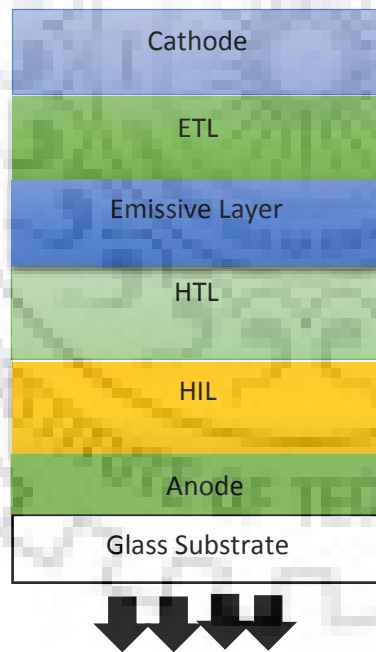 Cathode
ETL
Emissive Layer
HTL
HIL
Anode
Glass Substrate